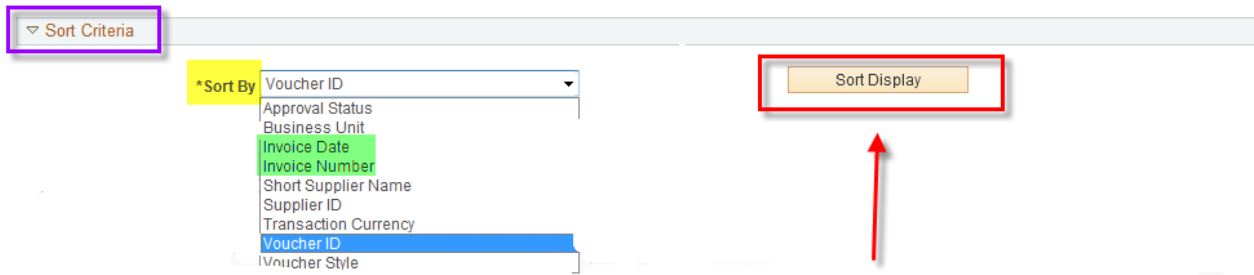 Sort Criteria
*Sort By Voucher ID Sort Display
Approval Status
Business Unit
Invoice Date
Invoice Number
Short Supplier Name
Supplier ID
Transaction Currency
Voucher ID
Voucher Style